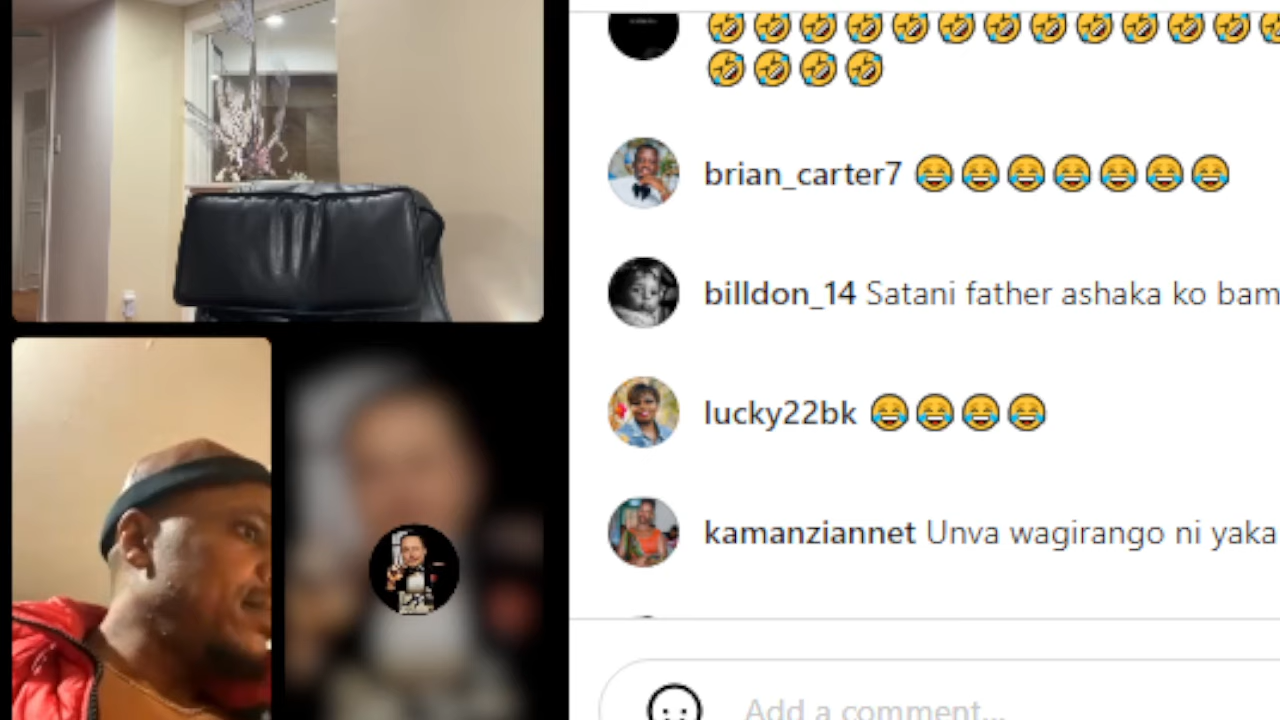 🤣🤣🤣🤣🤣🤣🤣🤣🤣🤣🤣🤣
🤣🤣🤣🤣
brian_carter7 😂😂😂😂😂😂😂
billdon_14 Satani father ashaka ko bam
lucky22bk 😂😂😂😂
kamanziannet Unva wagirango ni yaka
Add a comment...